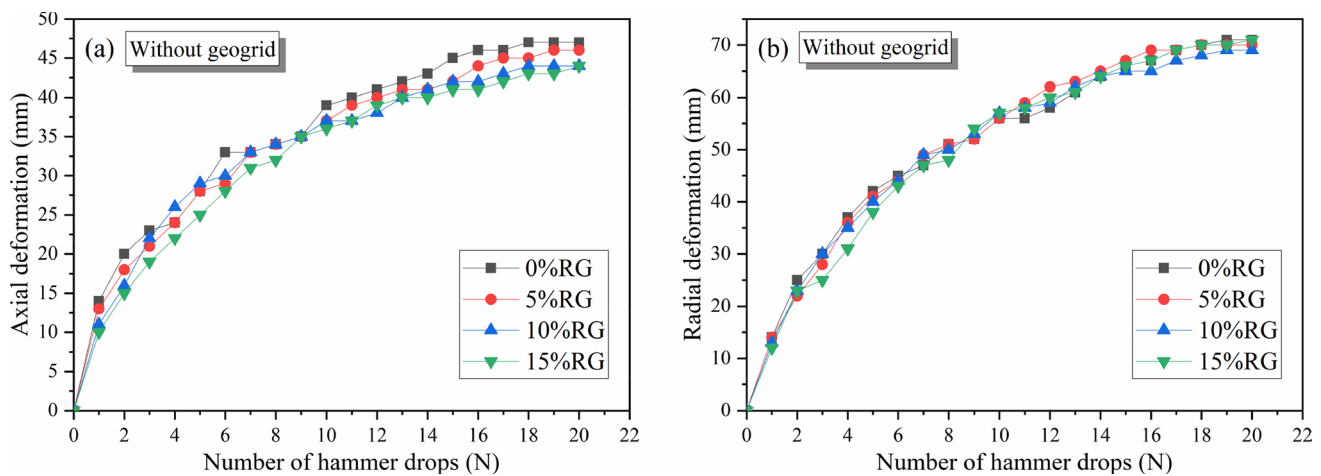 (a)
Without geogrid
Axial deformation (mm)
50
45
40
35
30
25
20
15
10
5
0
0%RG
5%RG
10%RG
15%RG
0 2 4 6 8 10 12 14 16 18 20 22
Number of hammer drops (N)
(b)
Without geogrid
Radial deformation (mm)
70
60
50
40
30
20
10
0
0%RG
5%RG
10%RG
15%RG
0 2 4 6 8 10 12 14 16 18 20 22
Number of hammer drops (N)